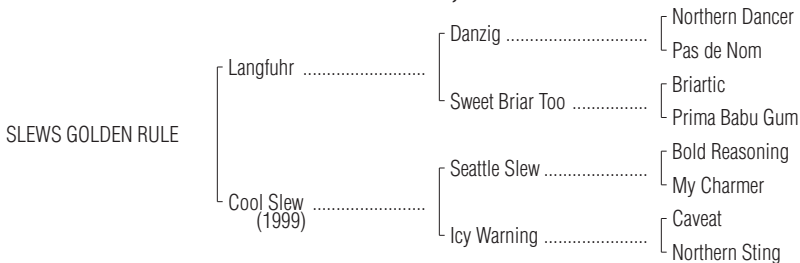 Northern Dancer
Danzig ..............................
Pas de Nom
Langfuhr ..........................
Briartic
Sweet Briar Too ................
Prima Babu Gum
SLEWS GOLDEN RULE
Bold Reasoning
Seattle Slew ......................
My Charmer
Cool Slew ........................
(1999)
Caveat
Icy Warning ......................
Northern Sting